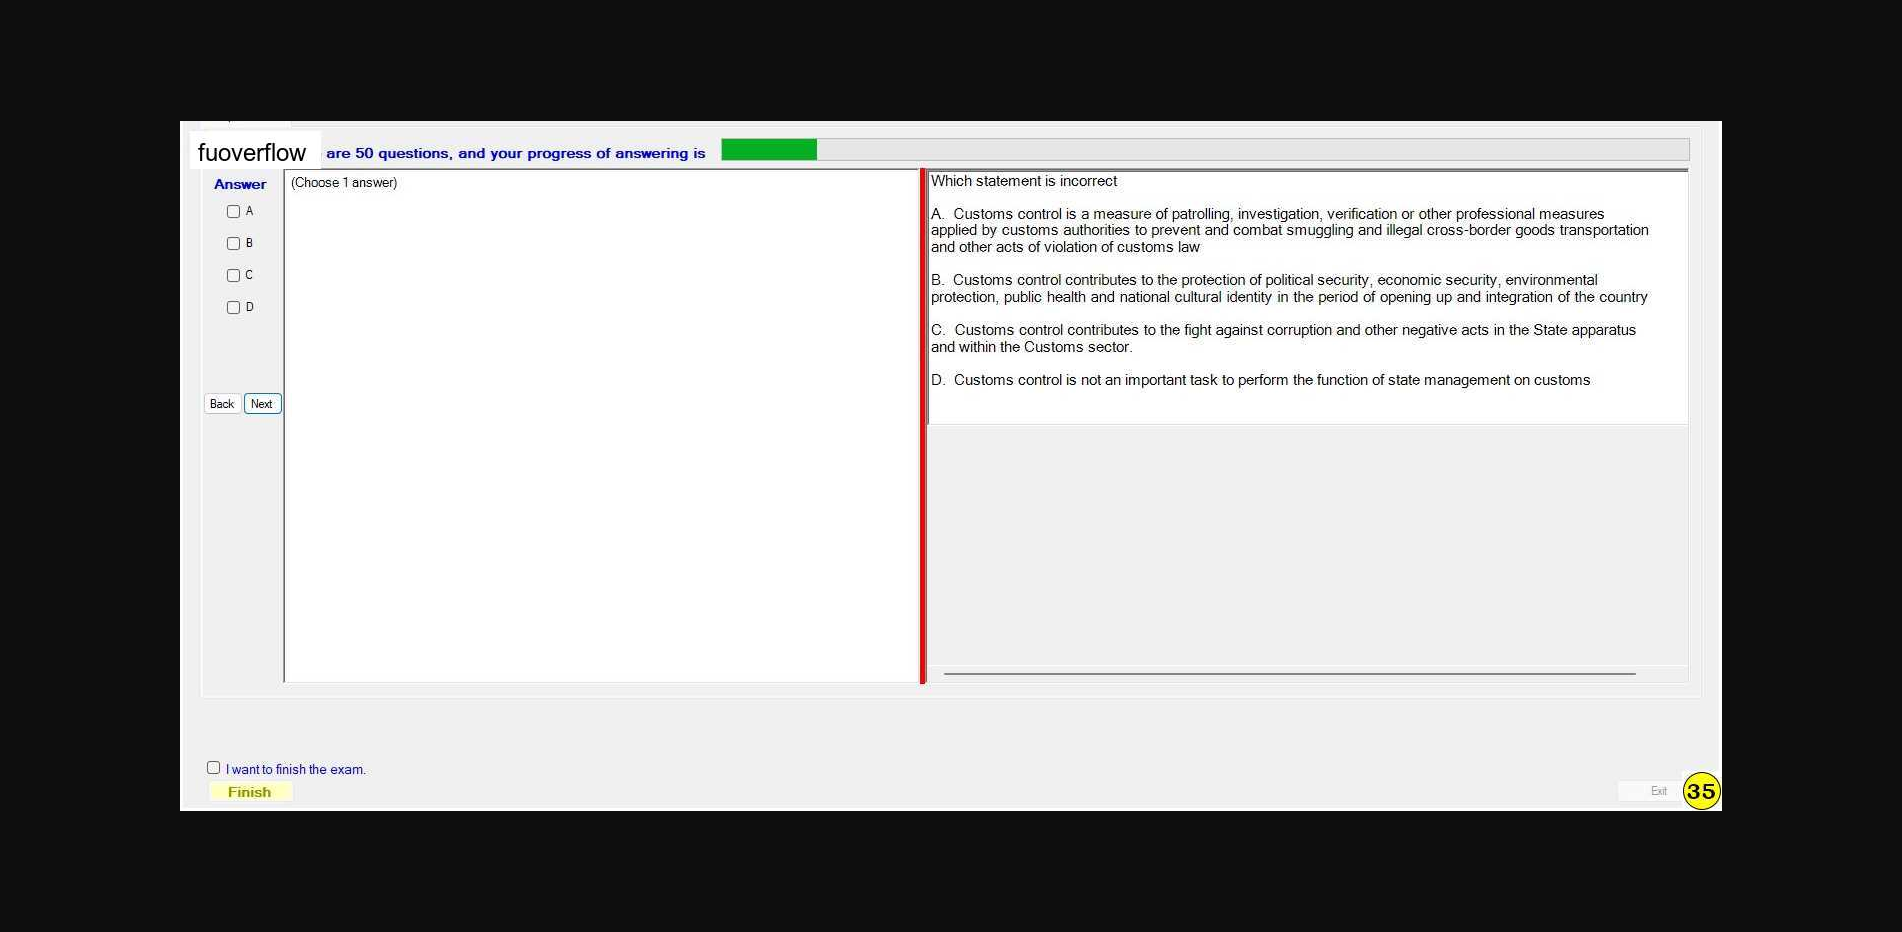 fuoverflow are 50 questions, and your progress of answering is
Answer
(Choose 1 answer)
A
B
C
D
Back Next
Which statement is incorrect
A. Customs control is a measure of patrolling, investigation, verification or other professional measures
applied by customs authorities to prevent and combat smuggling and illegal cross-border goods transportation
and other acts of violation of customs law
B. Customs control contributes to the protection of political security, economic security, environmental
protection, public health and national cultural identity in the period of opening up and integration of the country
C. Customs control contributes to the fight against corruption and other negative acts in the State apparatus
and within the Customs sector.
D. Customs control is not an important task to perform the function of state management on customs
I want to finish the exam.
Finish
Exit
35